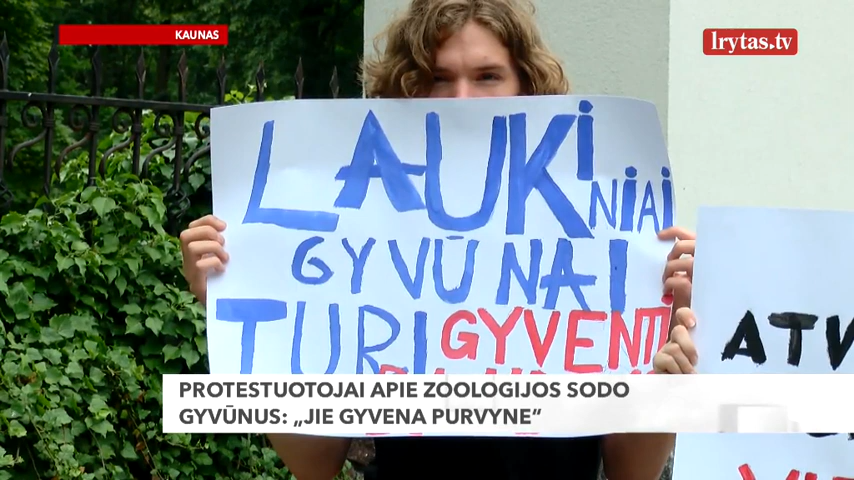 KAUNAS
lrytas.tv
LAUKiNiAi
GYVŪNAI
TURI GYVENTI
ATV
PROTESTUOTOJAI APIE ZOOLOGIJOS SODO
GYVŪNUS: „JIE GYVENA PURVYNE“